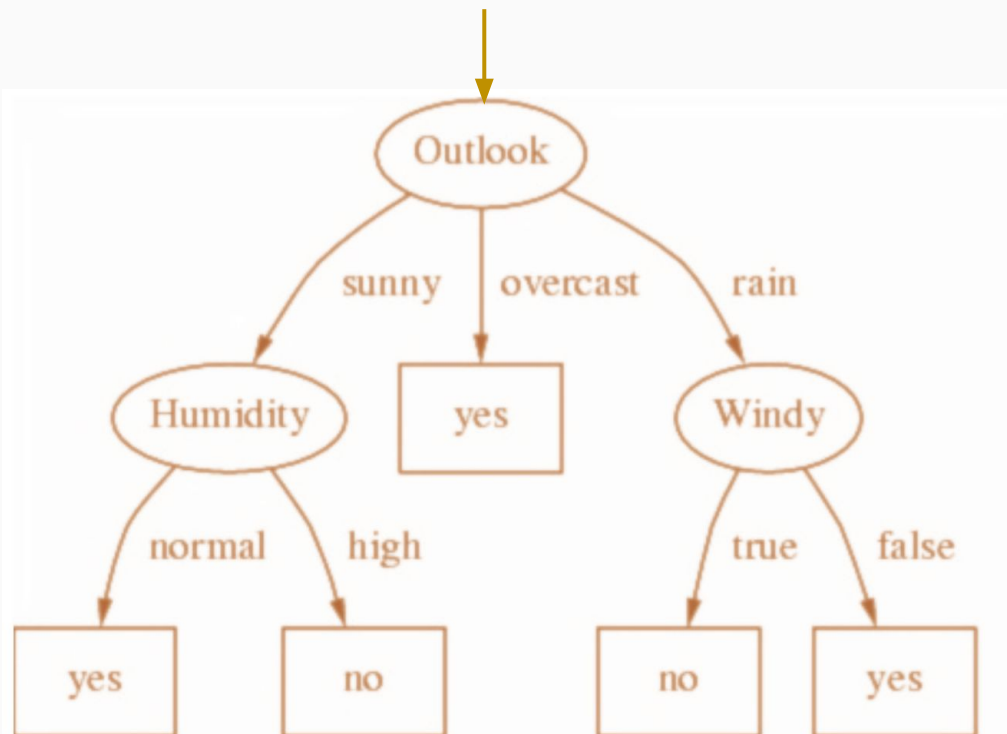 Outlook
sunny overcast rain
Humidity yes Windy
normal high true false
yes no no yes